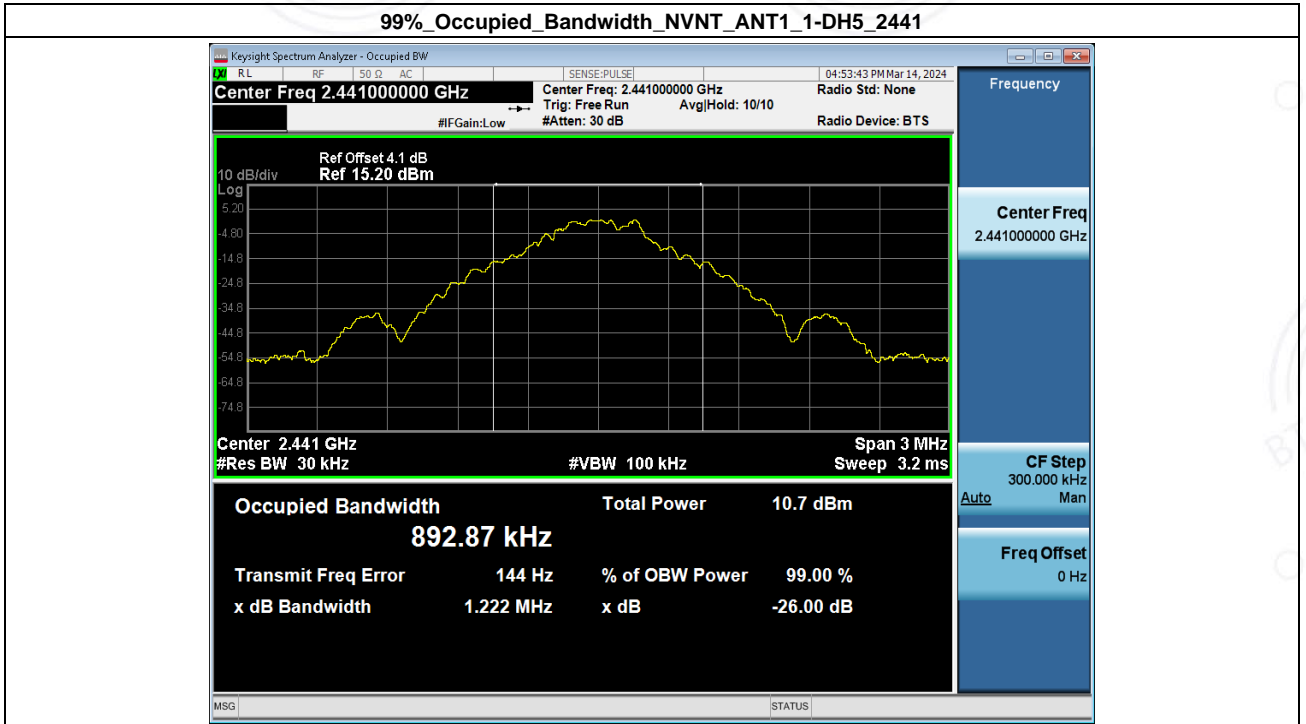 99%_Occupied_Bandwidth_NVNT_ANT1_1-DH5_2441
Keysight Spectrum Analyzer - Occupied BW
LXI RL RF 50 Ω AC SENSE:PULSE 04:53:43 PM Mar 14, 2024
Center Freq 2.441000000 GHz
Center Freq: 2.441000000 GHz
Radio Std: None
Trig: Free Run Avg|Hold: 10/10
#IFGain:Low
#Atten: 30 dB
Radio Device: BTS
Frequency
Ref Offset 4.1 dB
10 dB/div Ref 15.20 dBm
Log
5.20
-4.80
-14.8
-24.8
-34.8
-44.8
-54.8
-64.8
-74.8
Center 2.441 GHz Span 3 MHz
#Res BW 30 kHz #VBW 100 kHz Sweep 3.2 ms
Occupied Bandwidth Total Power 10.7 dBm
892.87 kHz
Transmit Freq Error 144 Hz % of OBW Power 99.00 %
x dB Bandwidth 1.222 MHz x dB -26.00 dB
Center Freq
2.441000000 GHz
CF Step
300.000 kHz
Auto Man
Freq Offset
0 Hz
MSG STATUS